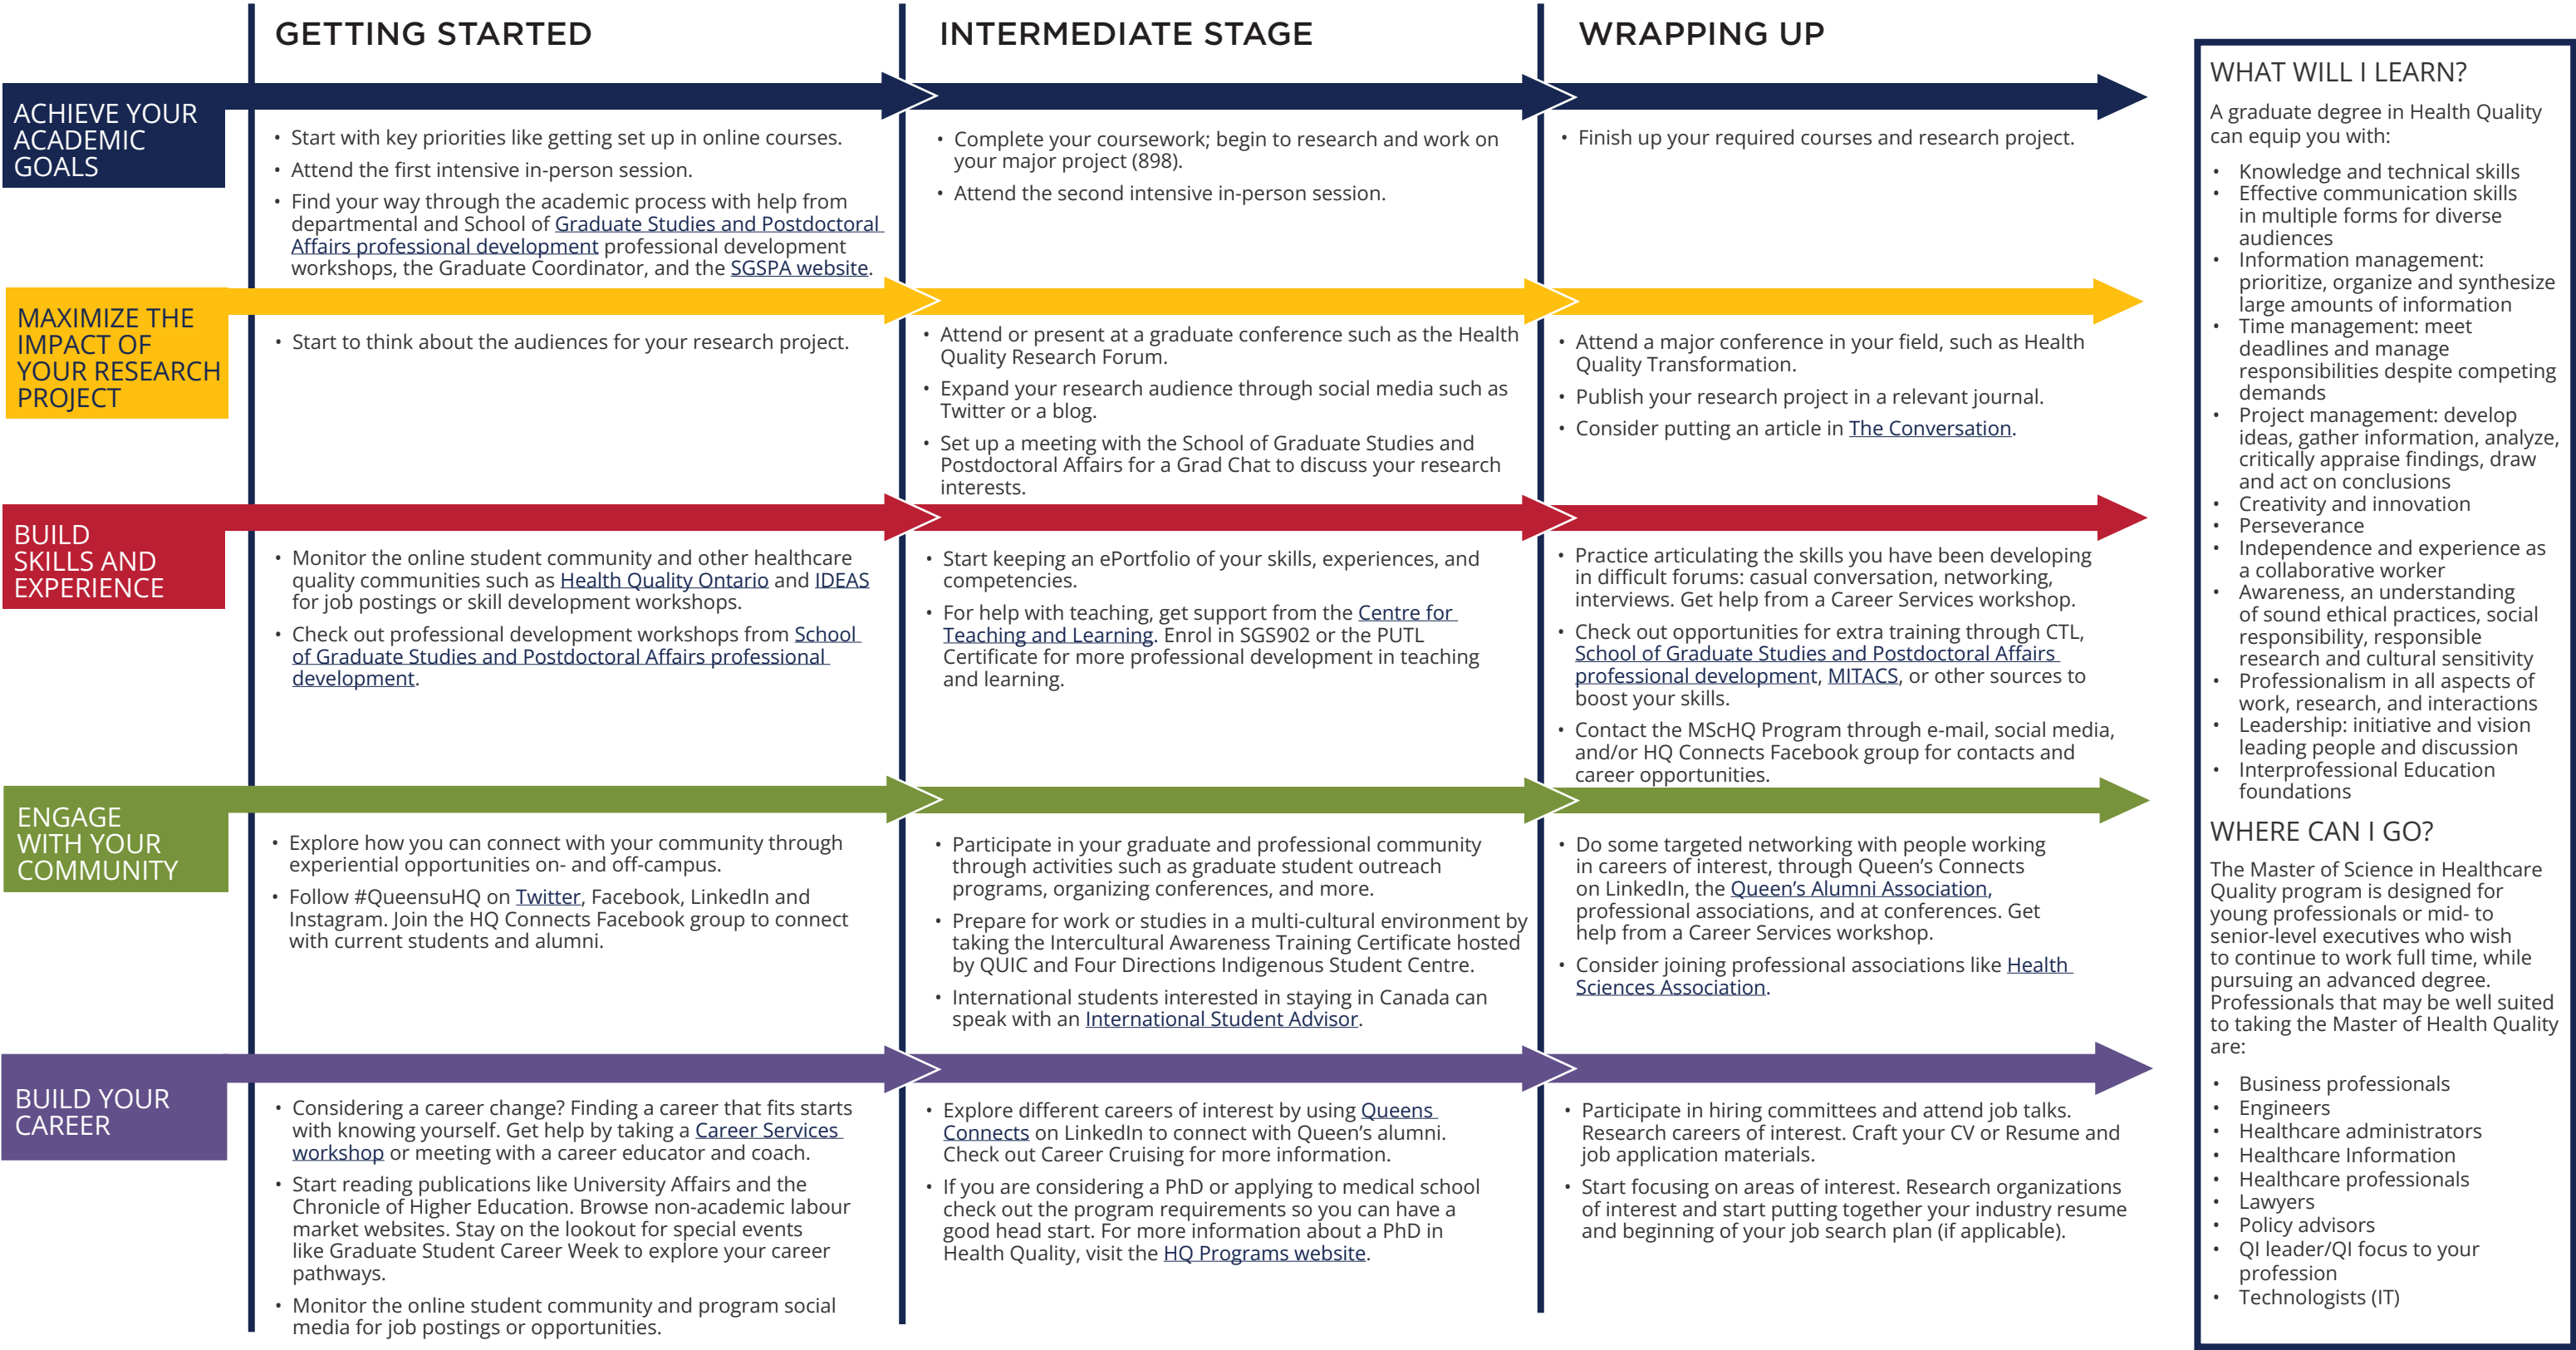 GETTING STARTED
INTERMEDIATE STAGE
WRAPPING UP
ACHIEVE YOUR
ACADEMIC
GOALS
• Start with key priorities like getting set up in online courses.
• Attend the first intensive in-person session.
• Find your way through the academic process with help from
departmental and School of Graduate Studies and Postdoctoral
Affairs professional development professional development
workshops, the Graduate Coordinator, and the SGSPA website.
• Complete your coursework; begin to research and work on
your major project (898).
• Attend the second intensive in-person session.
• Finish up your required courses and research project.
MAXIMIZE THE
IMPACT OF
YOUR RESEARCH
PROJECT
• Start to think about the audiences for your research project.
• Attend or present at a graduate conference such as the Health
Quality Research Forum.
• Expand your research audience through social media such as
Twitter or a blog.
• Set up a meeting with the School of Graduate Studies and
Postdoctoral Affairs for a Grad Chat to discuss your research
interests.
• Attend a major conference in your field, such as Health
Quality Transformation.
• Publish your research project in a relevant journal.
• Consider putting an article in The Conversation.
BUILD
SKILLS AND
EXPERIENCE
• Monitor the online student community and other healthcare
quality communities such as Health Quality Ontario and IDEAS
for job postings or skill development workshops.
• Check out professional development workshops from School
of Graduate Studies and Postdoctoral Affairs professional
development.
• Start keeping an ePortfolio of your skills, experiences, and
competencies.
• For help with teaching, get support from the Centre for
Teaching and Learning. Enrol in SGS902 or the PUTL
Certificate for more professional development in teaching
and learning.
• Practice articulating the skills you have been developing
in difficult forums: casual conversation, networking,
interviews. Get help from a Career Services workshop.
• Check out opportunities for extra training through CTL,
School of Graduate Studies and Postdoctoral Affairs
professional development, MITACS, or other sources to
boost your skills.
• Contact the MScHQ Program through e-mail, social media,
and/or HQ Connects Facebook group for contacts and
career opportunities.
ENGAGE
WITH YOUR
COMMUNITY
• Explore how you can connect with your community through
experiential opportunities on- and off-campus.
• Follow #QueensuHQ on Twitter, Facebook, LinkedIn and
Instagram. Join the HQ Connects Facebook group to connect
with current students and alumni.
• Participate in your graduate and professional community
through activities such as graduate student outreach
programs, organizing conferences, and more.
• Prepare for work or studies in a multi-cultural environment by
taking the Intercultural Awareness Training Certificate hosted
by QUIC and Four Directions Indigenous Student Centre.
• International students interested in staying in Canada can
speak with an International Student Advisor.
• Do some targeted networking with people working
in careers of interest, through Queen's Connects
on LinkedIn, the Queen's Alumni Association,
professional associations, and at conferences. Get
help from a Career Services workshop.
• Consider joining professional associations like Health
Sciences Association.
BUILD YOUR
CAREER
• Considering a career change? Finding a career that fits starts
with knowing yourself. Get help by taking a Career Services
workshop or meeting with a career educator and coach.
• Start reading publications like University Affairs and the
Chronicle of Higher Education. Browse non-academic labour
market websites. Stay on the lookout for special events
like Graduate Student Career Week to explore your career
pathways.
• Monitor the online student community and program social
media for job postings or opportunities.
• Explore different careers of interest by using Queens
Connects on LinkedIn to connect with Queen's alumni.
Check out Career Cruising for more information.
• If you are considering a PhD or applying to medical school
check out the program requirements so you can have a
good head start. For more information about a PhD in
Health Quality, visit the HQ Programs website.
• Participate in hiring committees and attend job talks.
Research careers of interest. Craft your CV or Resume and
job application materials.
• Start focusing on areas of interest. Research organizations
of interest and start putting together your industry resume
and beginning of your job search plan (if applicable).
WHAT WILL I LEARN?
A graduate degree in Health Quality
can equip you with:
• Knowledge and technical skills
• Effective communication skills
in multiple forms for diverse
audiences
• Information management:
prioritize, organize and synthesize
large amounts of information
• Time management: meet
deadlines and manage
responsibilities despite competing
demands
• Project management: develop
ideas, gather information, analyze,
critically appraise findings, draw
and act on conclusions
• Creativity and innovation
• Perseverance
• Independence and experience as
a collaborative worker
• Awareness, an understanding
of sound ethical practices, social
responsibility, responsible
research and cultural sensitivity
• Professionalism in all aspects of
work, research, and interactions
• Leadership: initiative and vision
leading people and discussion
• Interprofessional Education
foundations
WHERE CAN I GO?
The Master of Science in Healthcare
Quality program is designed for
young professionals or mid- to
senior-level executives who wish
to continue to work full time, while
pursuing an advanced degree.
Professionals that may be well suited
to taking the Master of Health Quality
are:
• Business professionals
• Engineers
• Healthcare administrators
• Healthcare Information
• Healthcare professionals
• Lawyers
• Policy advisors
• QI leader/QI focus to your
profession
• Technologists (IT)